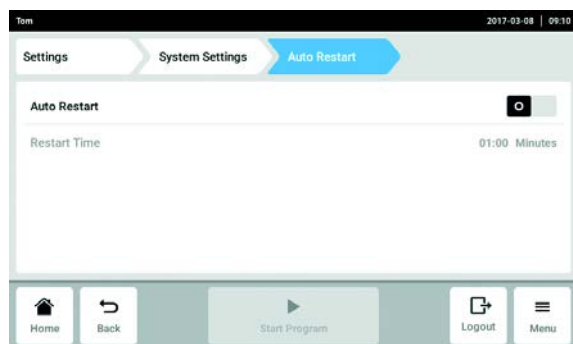 Tom 2017-03-08 | 09:10
Settings System Settings Auto Restart
Auto Restart O
Restart Time 01:00 Minutes
Home Back Start Program Logout Menu